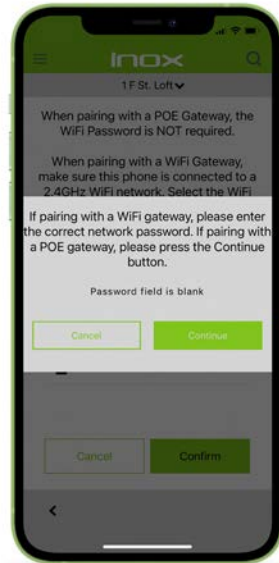 INOX
1 F St. Loft
When pairing with a POE Gateway, the
WiFi Password is NOT required.
When pairing with a WiFi Gateway,
make sure this phone is connected to a
2.4GHz WiFi network. Select the WiFi
If pairing with a WiFi gateway, please enter
the correct network password. If pairing with
a POE gateway, please press the Continue
button.
Password field is blank
Cancel Continue
Cancel Confirm